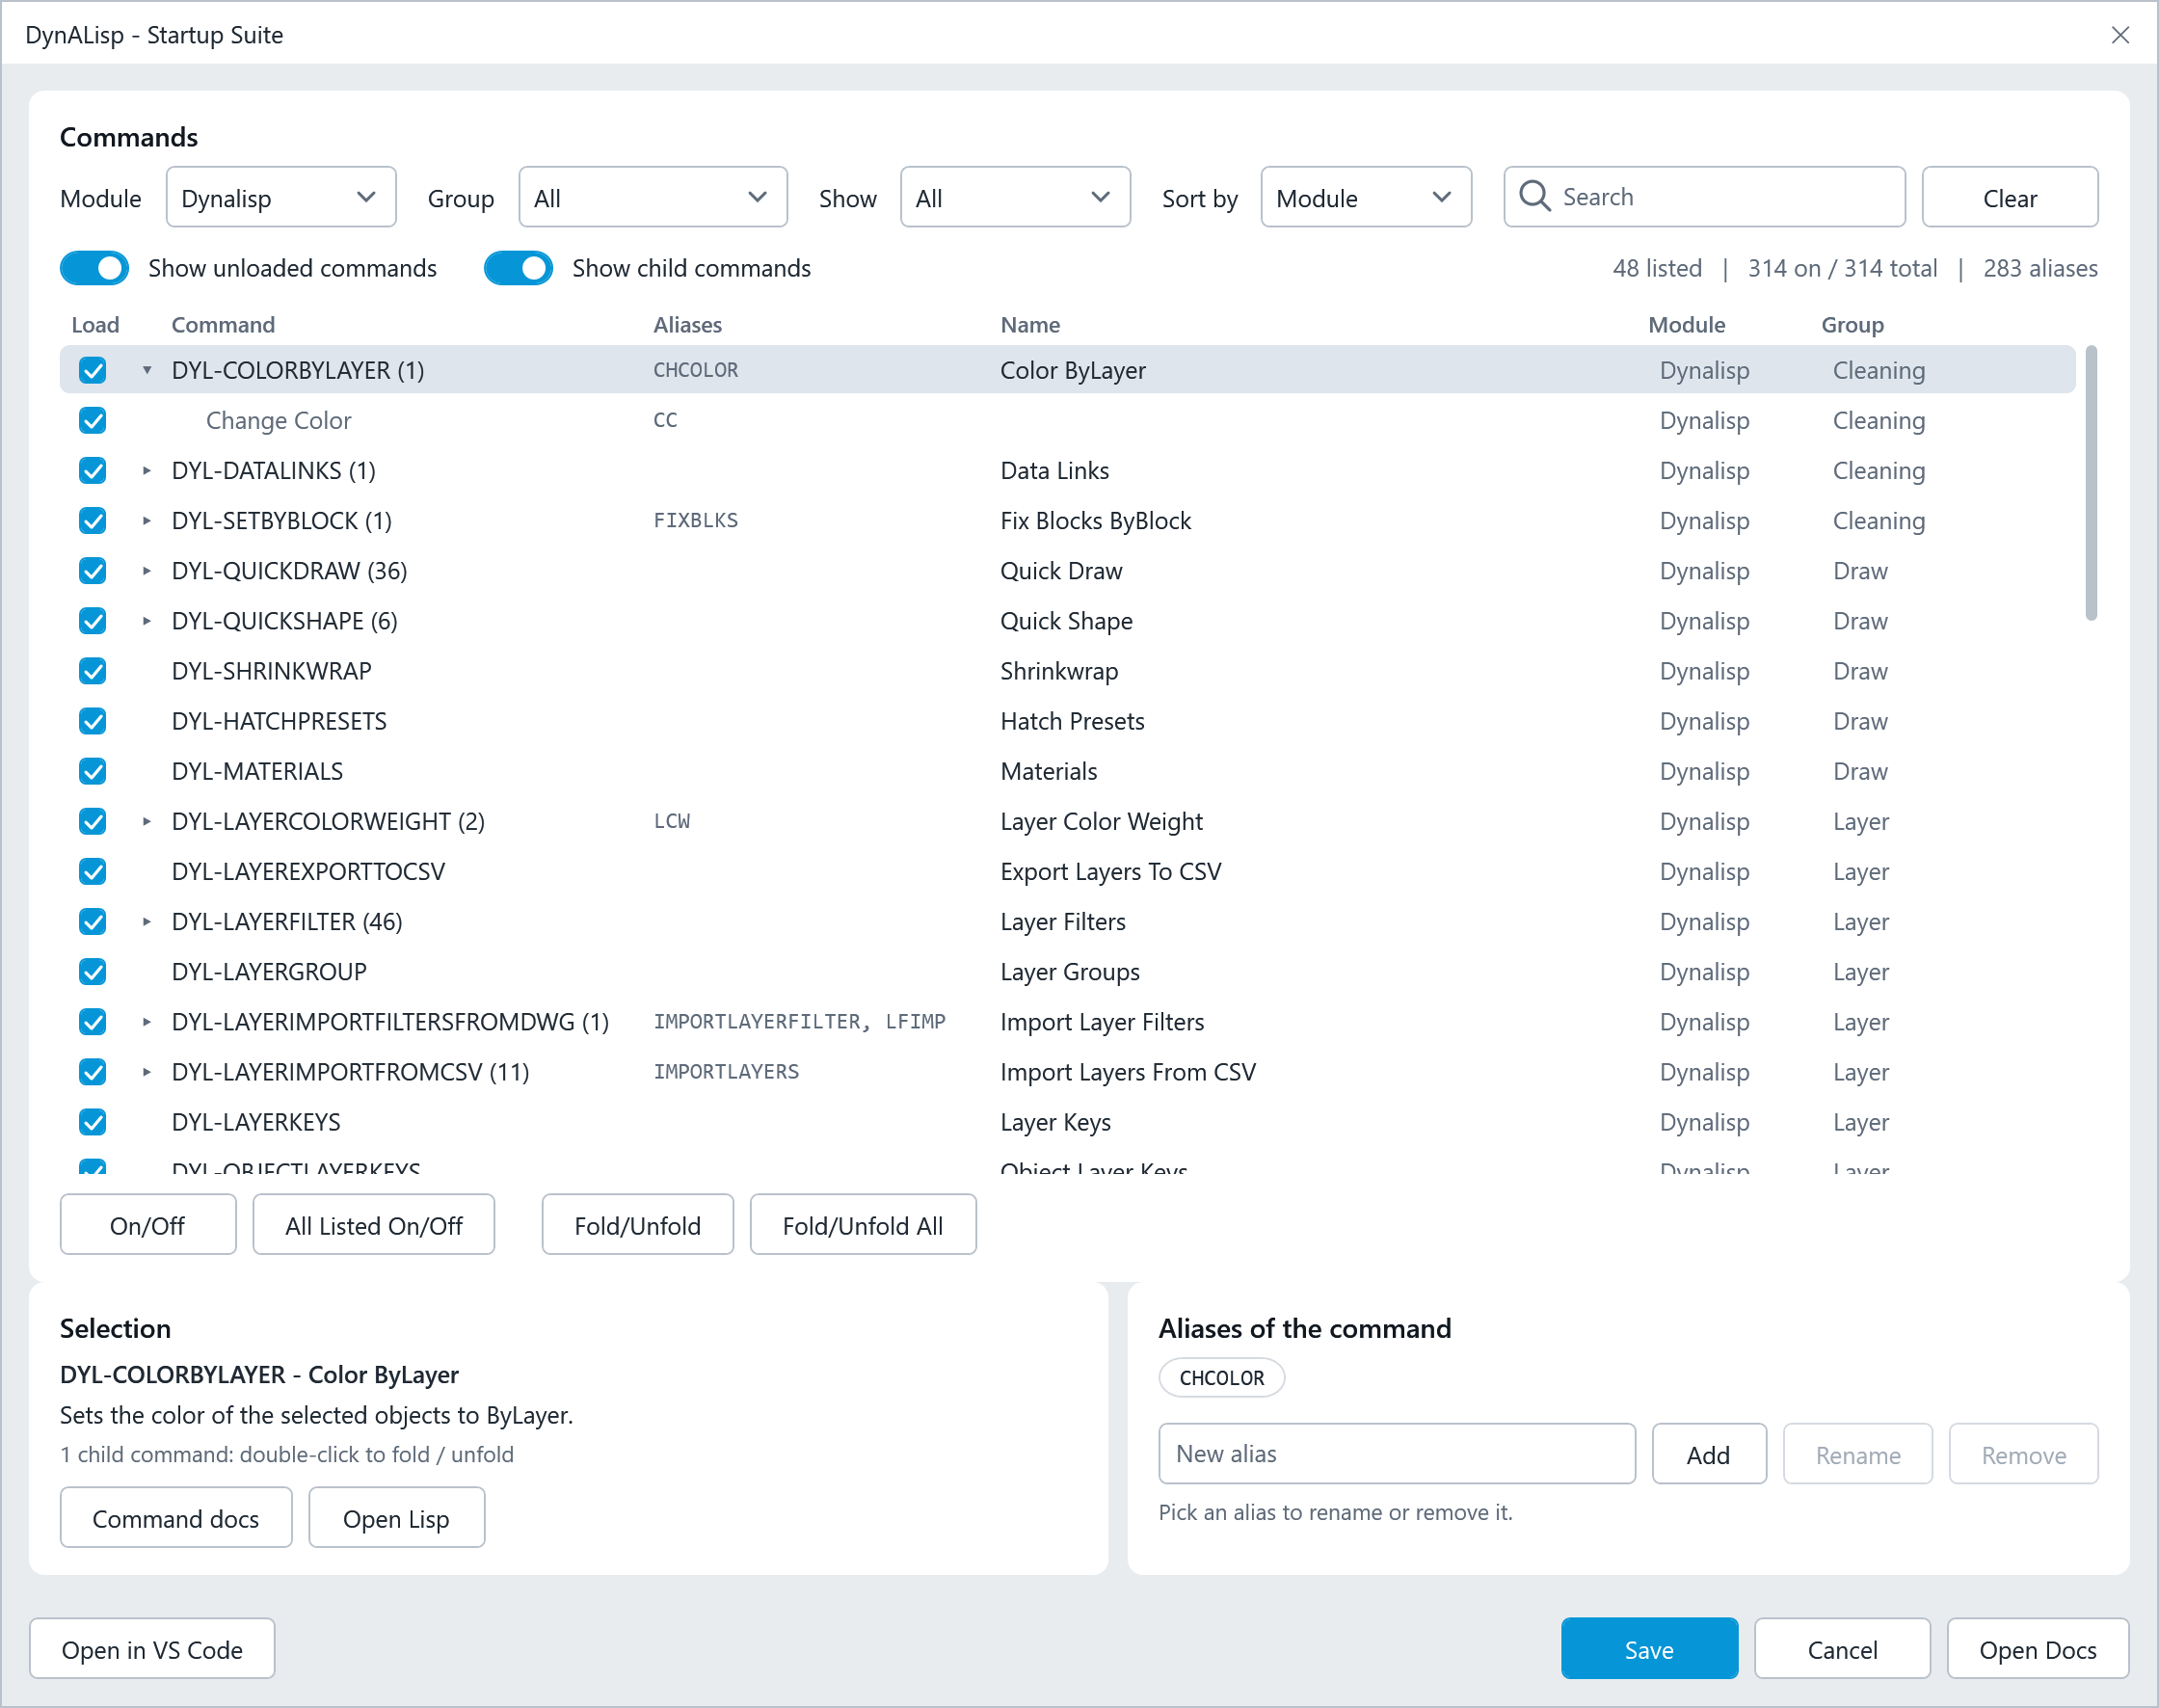 DynALisp - Startup Suite
Commands
Module Dynalisp Group All Show All Sort by Module Search Clear
Show unloaded commands Show child commands 48 listed | 314 on / 314 total | 283 aliases
Load Command Aliases Name Module Group
DYL-COLORBYLAYER (1) CHCOLOR Color ByLayer Dynalisp Cleaning
Change Color CC Dynalisp Cleaning
DYL-DATALINKS (1) Data Links Dynalisp Cleaning
DYL-SETBYBLOCK (1) FIXBLKS Fix Blocks ByBlock Dynalisp Cleaning
DYL-QUICKDRAW (36) Quick Draw Dynalisp Draw
DYL-QUICKSHAPE (6) Quick Shape Dynalisp Draw
DYL-SHRINKWRAP Shrinkwrap Dynalisp Draw
DYL-HATCHPRESETS Hatch Presets Dynalisp Draw
DYL-MATERIALS Materials Dynalisp Draw
DYL-LAYERCOLORWEIGHT (2) LCW Layer Color Weight Dynalisp Layer
DYL-LAYEREXPORTTOCSV Export Layers To CSV Dynalisp Layer
DYL-LAYERFILTER (46) Layer Filters Dynalisp Layer
DYL-LAYERGROUP Layer Groups Dynalisp Layer
DYL-LAYERIMPORTFILTERSFROMDWG (1) IMPORTLAYERFILTER, LFIMP Import Layer Filters Dynalisp Layer
DYL-LAYERIMPORTFROMCSV (11) IMPORTLAYERS Import Layers From CSV Dynalisp Layer
DYL-LAYERKEYS Layer Keys Dynalisp Layer
DYL-OBJECTLAYERKEYS Object Layer Keys Dynalisp Layer
On/Off All Listed On/Off Fold/Unfold Fold/Unfold All
Selection
DYL-COLORBYLAYER - Color ByLayer
Sets the color of the selected objects to ByLayer.
1 child command: double-click to fold / unfold
Command docs Open Lisp
Aliases of the command
CHCOLOR
New alias Add Rename Remove
Pick an alias to rename or remove it.
Open in VS Code Save Cancel Open Docs